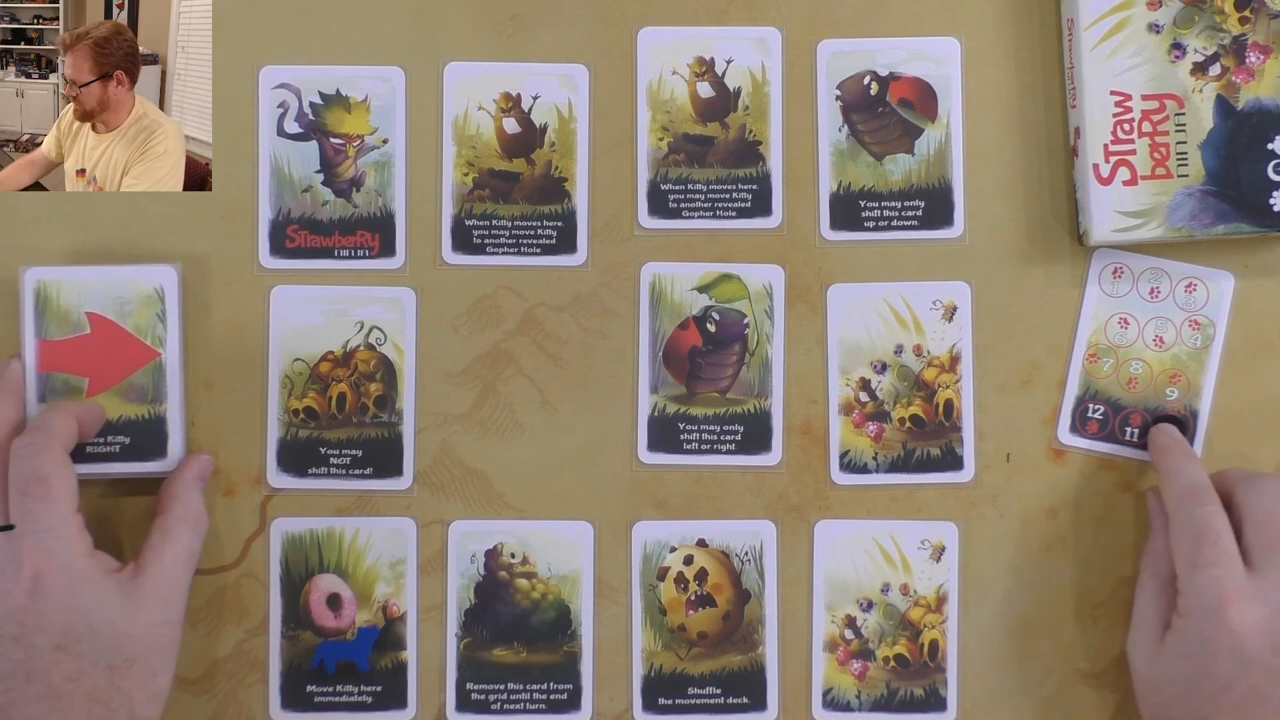 STRAWBERRY
NINJA
When Kitty moves here,
you may move Kitty
to another revealed
Gopher Hole.
When Kitty moves here,
you may move Kitty
to another revealed
Gopher Hole.
You may only
shift this card
up or down.
STRAWBERRY
STRAW
BERRY
NINJA
Kitty
RIGHT
You may
NOT
shift this card!
You may only
shift this card
left or right.
1 2 3
6 5 4
7 8 9
12 11
Move Kitty here
immediately.
Remove this card from
the grid until the end
of next turn.
Shuffle
the movement deck.